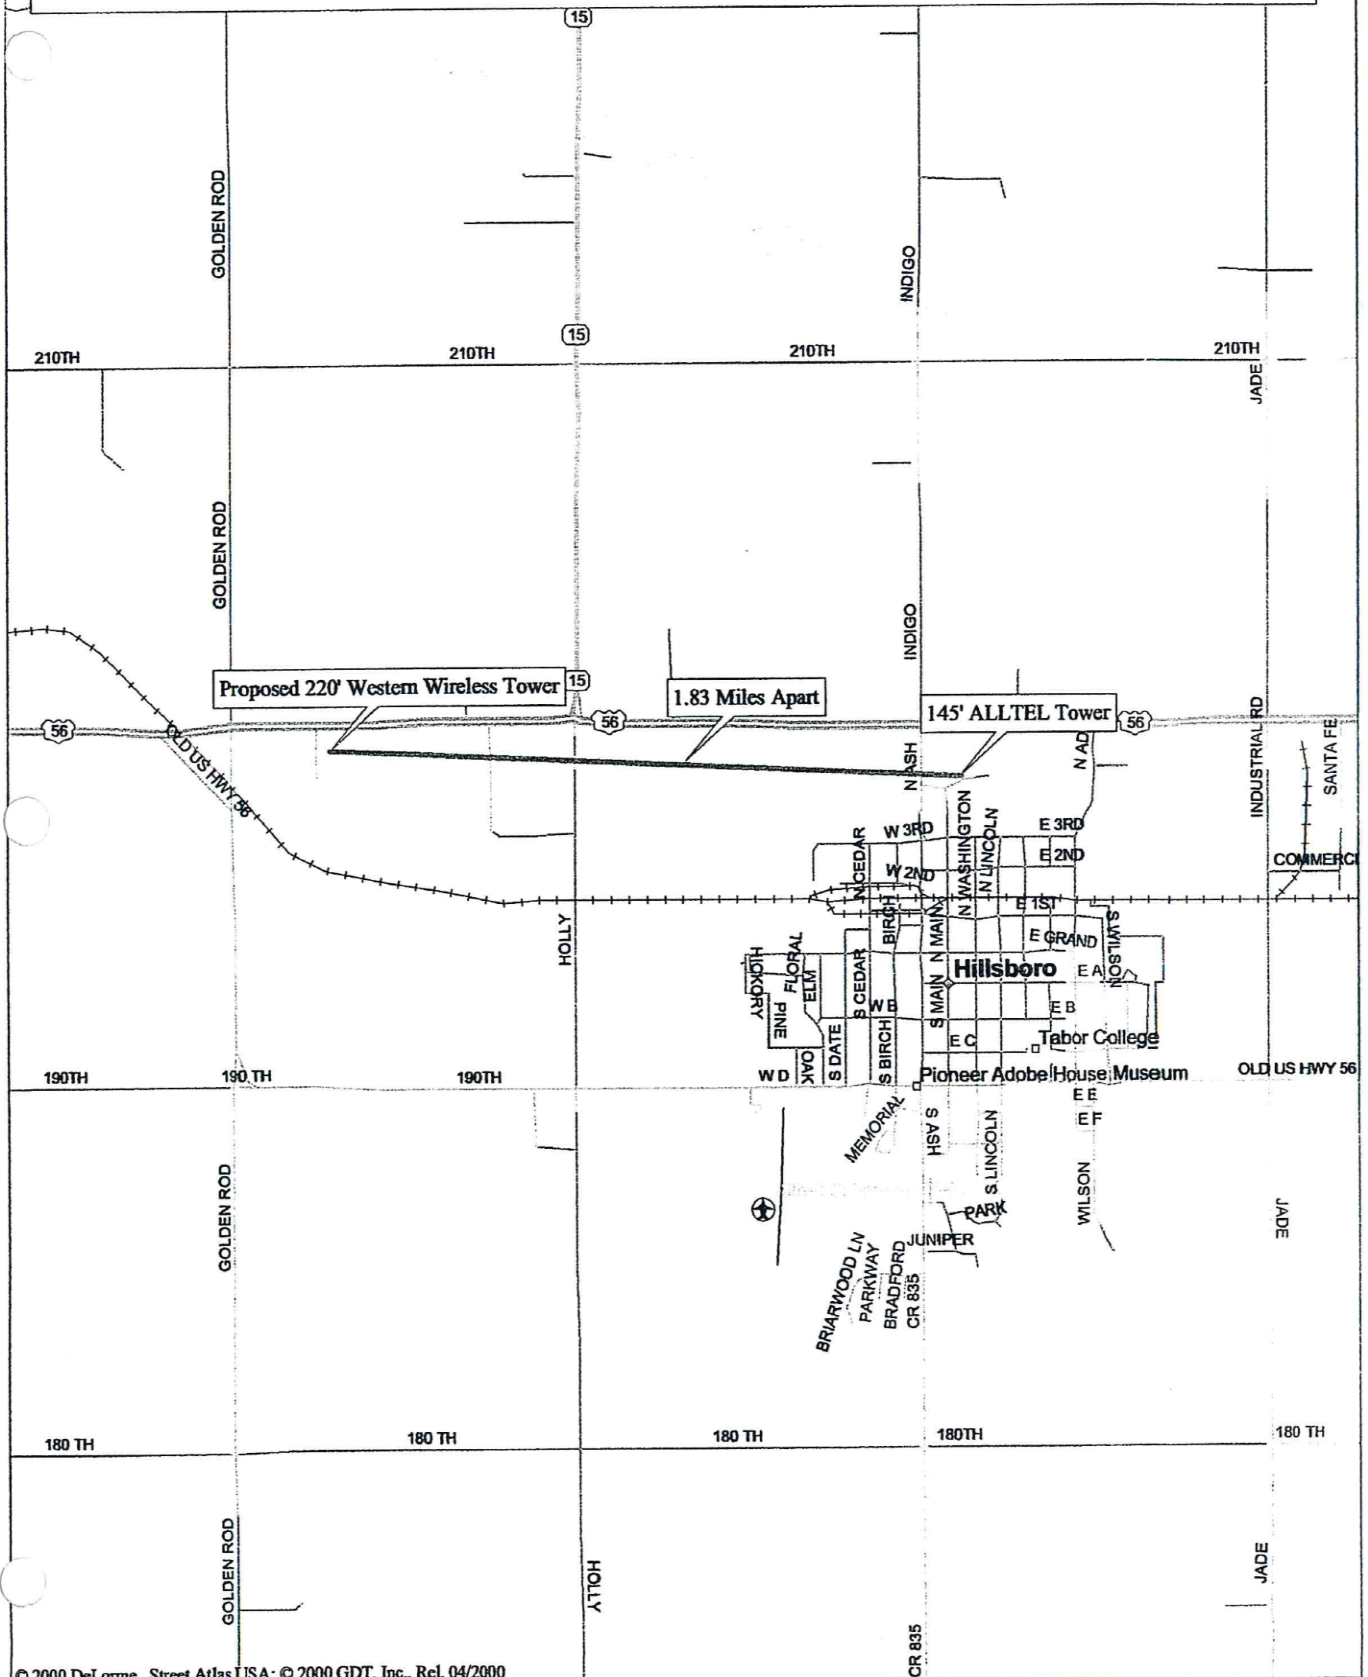 15
GOLDEN ROD
INDIGO
15
210TH
210TH
210TH
210TH
JADE
GOLDEN ROD
INDIGO
Proposed 220' Western Wireless Tower
15
1.83 Miles Apart
145' ALLTEL Tower
56
56
56
OLD US HWY 56
N ASH
N AD
INDUSTRIAL RD
SANTA FE
W 3RD
E 3RD
N CEDAR
N WASHINGTON
N LINCOLN
W 2ND
E 2ND
COMMERCI
BIRCH
N MAIN
E 1ST
E GRAND
S WILSON
HOLLY
HICKORY
FLORAL
ELM
Hillsboro
E A
S CEDAR
S MAIN
PINE
W B
E B
S DATE
S BIRCH
E C
Tabor College
OAK
190TH
190 TH
190TH
W D
Pioneer Adobe House Museum
OLD US HWY 56
E E
E F
MEMORIAL
S ASH
S LINCOLN
WILSON
GOLDEN ROD
JADE
PARK
JUNIPER
BRIARWOOD LN
PARKWAY
BRADFORD
CR 835
180 TH
180 TH
180 TH
180TH
180 TH
GOLDEN ROD
HOLLY
JADE
CR 835
© 2000 DeLorme. Street Atlas USA; © 2000 GDT, Inc., Rel. 04/2000